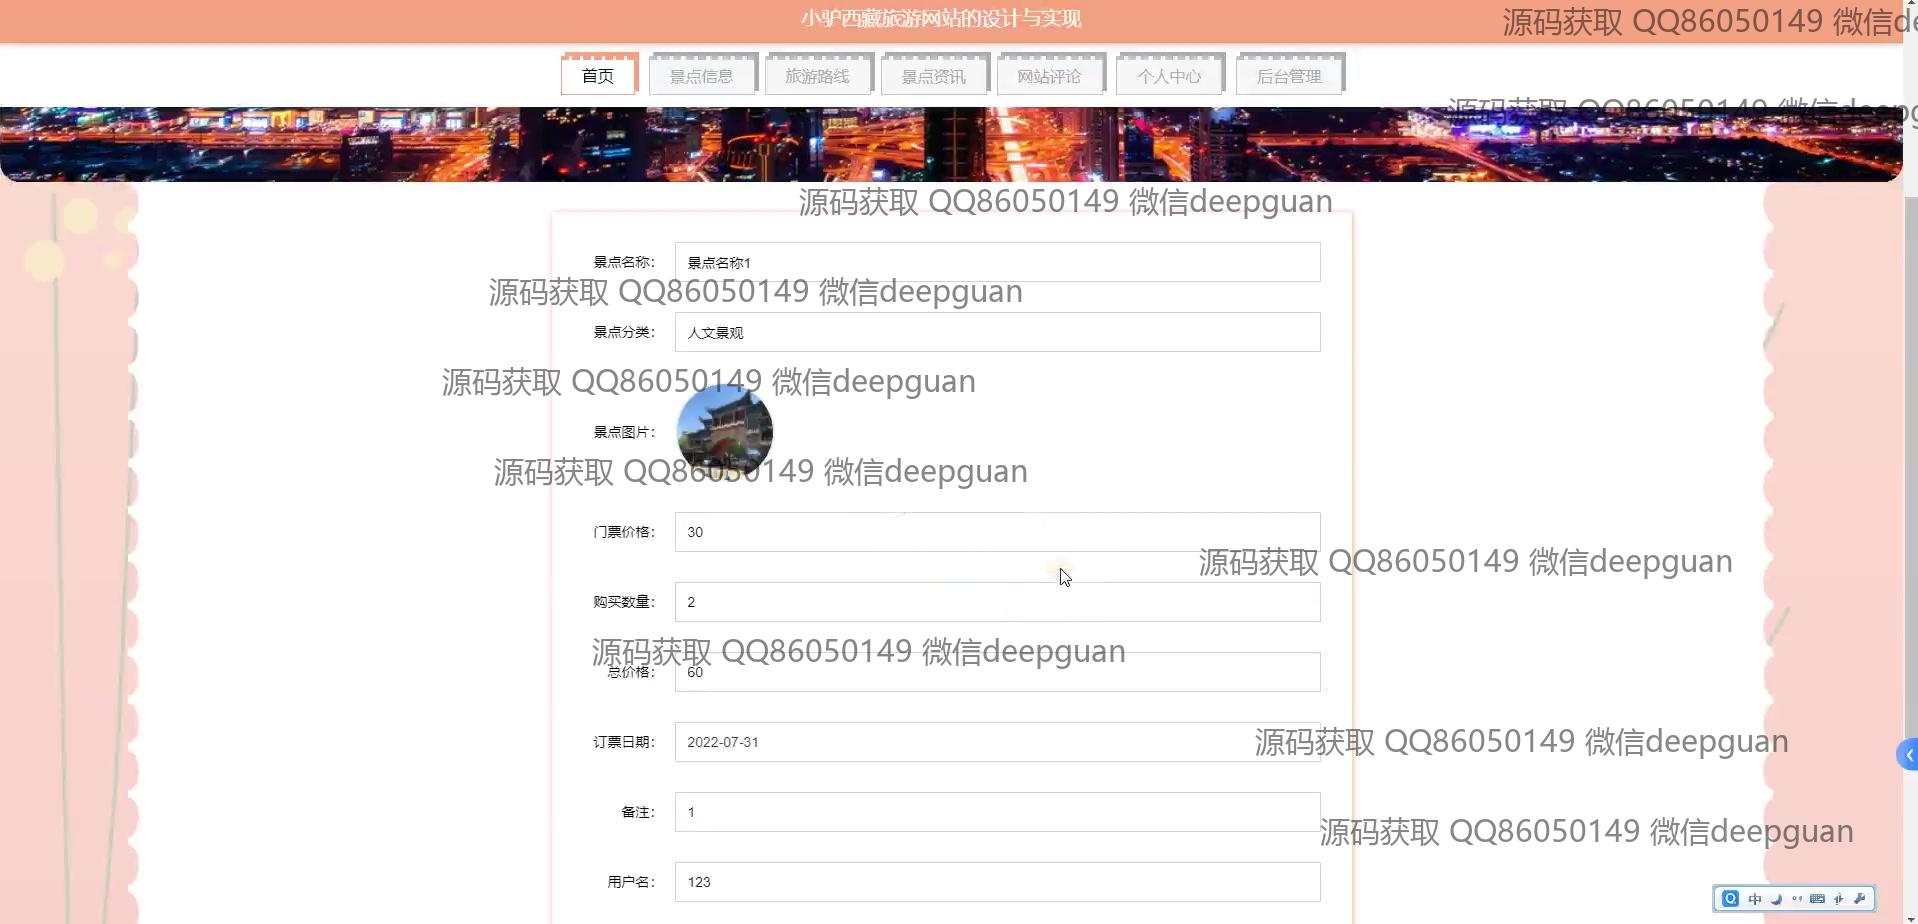 小驴西藏旅游网站的设计与实现
源码获取 QQ86050149 微信de
首页 景点信息 旅游路线 景点资讯 网站评论 个人中心 后台管理
源码获取 QQ86050149 微信deepg
源码获取 QQ86050149 微信deepguan
景点名称： 景点名称1
源码获取 QQ86050149 微信deepguan
景点分类： 人文景观
源码获取 QQ86050149 微信deepguan
景点图片：
源码获取 QQ86050149 微信deepguan
门票价格： 30
源码获取 QQ86050149 微信deepguan
购买数量： 2
源码获取 QQ86050149 微信deepguan
总价格： 60
订票日期： 2022-07-31
源码获取 QQ86050149 微信deepguan
备注： 1
源码获取 QQ86050149 微信deepguan
用户名： 123
中